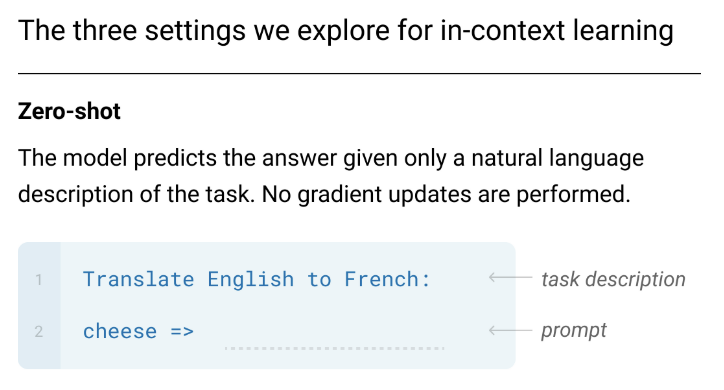 The three settings we explore for in-context learning
Zero-shot
The model predicts the answer given only a natural language
description of the task. No gradient updates are performed.
1 Translate English to French: task description
2 cheese => prompt